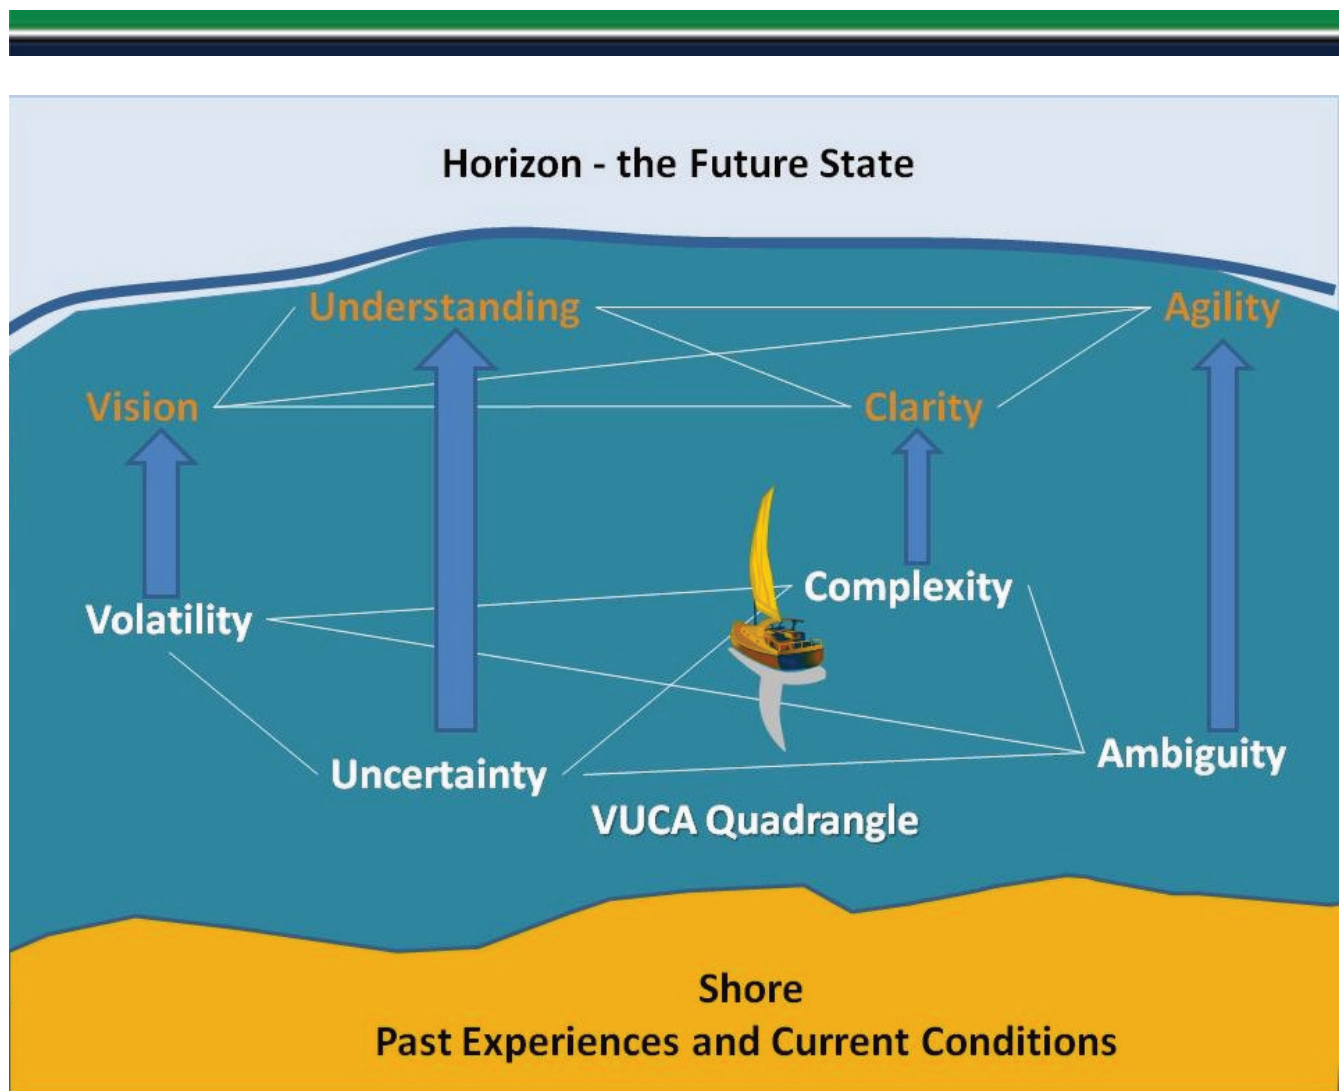 Horizon - the Future State
Understanding
Agility
Vision
Clarity
Complexity
Volatility
Ambiguity
Uncertainty
VUCA Quadrangle
Shore
Past Experiences and Current Conditions